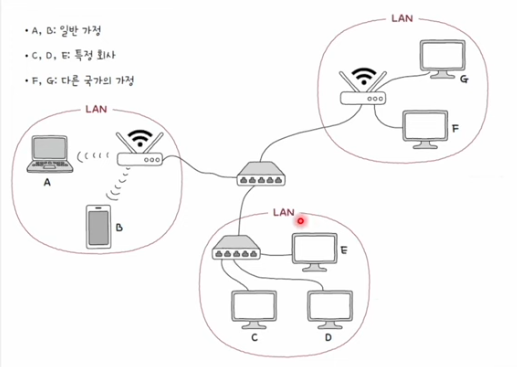 • A, B: 일반 가정
• C, D, E: 특정 회사
• F, G: 다른 국가의 가정
LAN
A
B
LAN
G
F
LAN
E
C
D